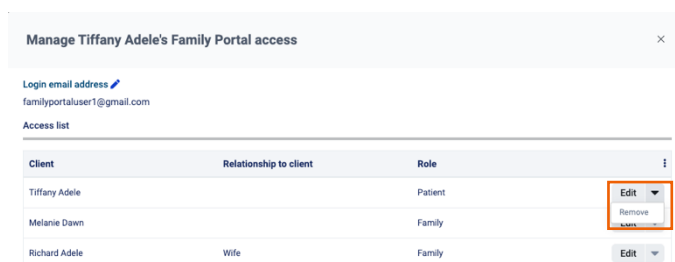 Manage Tiffany Adele's Family Portal access ×
Login email address
familyportaluser1@gmail.com
Access list
Client Relationship to client Role
Tiffany Adele Patient Edit
Remove
Melanie Dawn Family Edit
Richard Adele Wife Family Edit